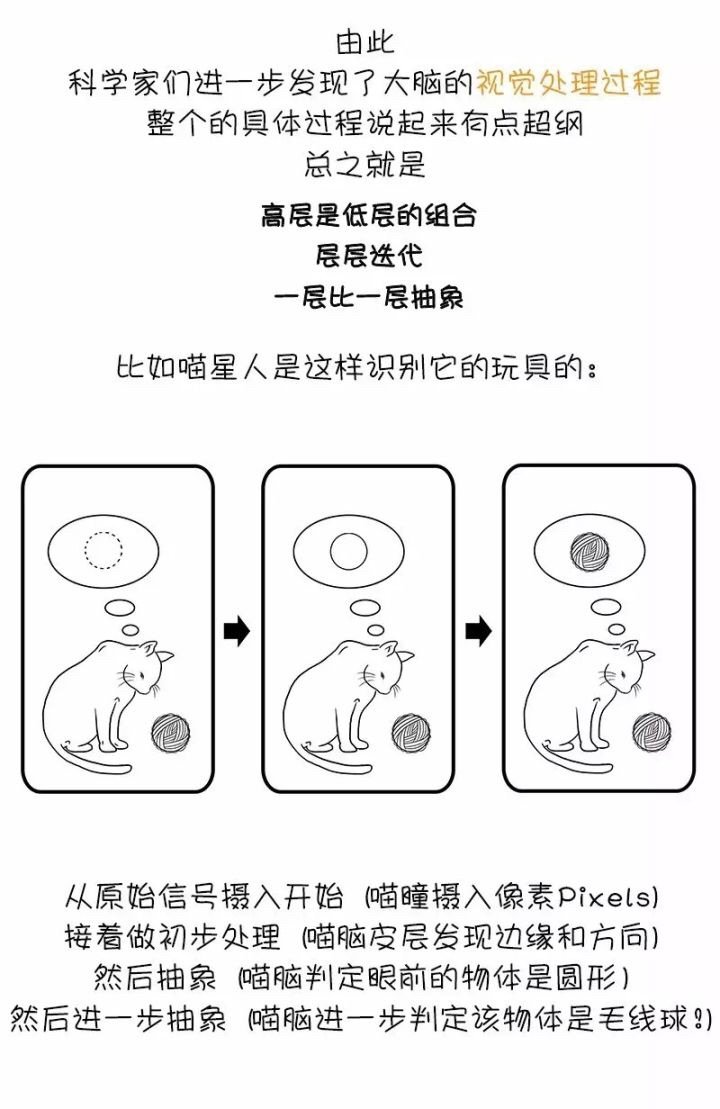 由此
科学家们进一步发现了大脑的视觉处理过程
整个的具体过程说起来有点超纲
总之就是
高层是低层的组合
层层迭代
一层比一层抽象
比如喵星人是这样识别它的玩具的：
从原始信号摄入开始（喵瞳摄入像素Pixels）
接着做初步处理（喵脑皮层发现边缘和方向）
然后抽象（喵脑判定眼前的物体是圆形）
然后进一步抽象（喵脑进一步判定该物体是毛线球！）